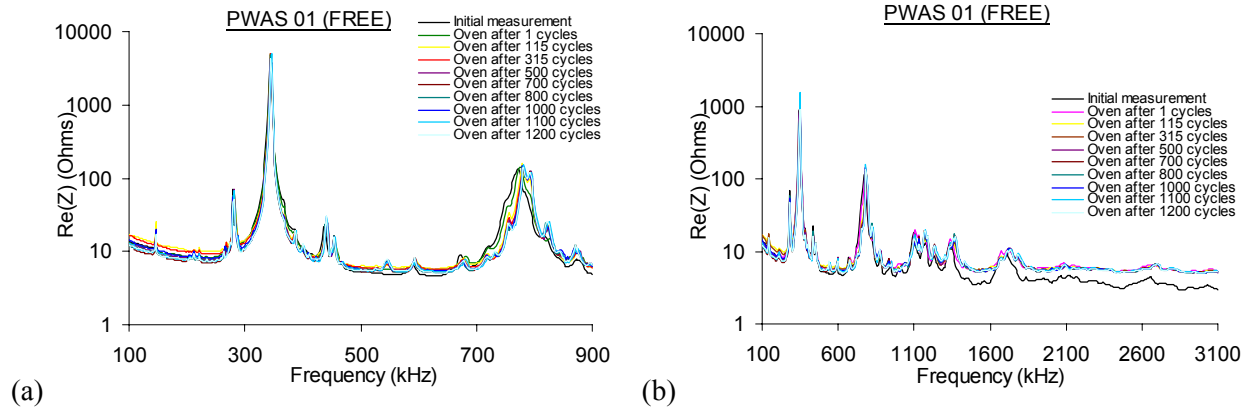 PWAS 01 (FREE)
Re(Z) (Ohms)
10000
1000
100
10
1
Initial measurement
Oven after 1 cycles
Oven after 115 cycles
Oven after 315 cycles
Oven after 500 cycles
Oven after 700 cycles
Oven after 800 cycles
Oven after 1000 cycles
Oven after 1100 cycles
Oven after 1200 cycles
100 300 500 700 900
Frequency (kHz)
(a)
PWAS 01 (FREE)
Re(Z) (Ohms)
10000
1000
100
10
1
Initial measurement
Oven after 1 cycles
Oven after 115 cycles
Oven after 315 cycles
Oven after 500 cycles
Oven after 700 cycles
Oven after 800 cycles
Oven after 1000 cycles
Oven after 1100 cycles
Oven after 1200 cycles
100 600 1100 1600 2100 2600 3100
Frequency (kHz)
(b)